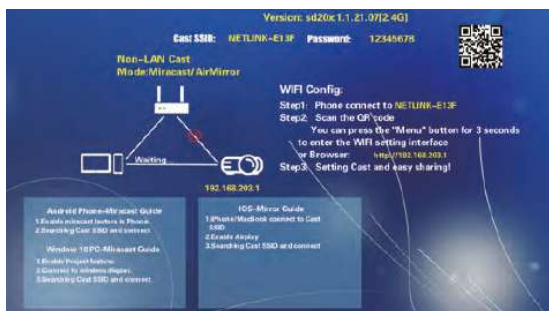 Version: sd20x.1.1.21.07[2.4G]
Cast SSID: NETLINK-E13F Password: 12345678
Non-LAN Cast
Mode:Miracast/AirMirror
WIFI Config:
Step1: Phone connect to NETLINK-E13F
Step2: Scan the QR code
You can press the "Menu" button for 3 seconds
to enter the WIFI setting interface
or Browser: http://192.168.203.1
Step3: Setting Cast and easy sharing!
Waiting...
192.168.203.1
Android Phone-Miracast Guide
1.Enable miracast feature in Phone.
2.Searching Cast SSID and connect
Window 10 PC-Miracast Guide
1.Enable Project feature.
2.Connect to wireless display.
3.Searching Cast SSID and connect
IOS-Mirror Guide
1.iPhone/MacBook connect to Cast
SSID
2.Enable Airplay
3.Searching Cast SSID and connect